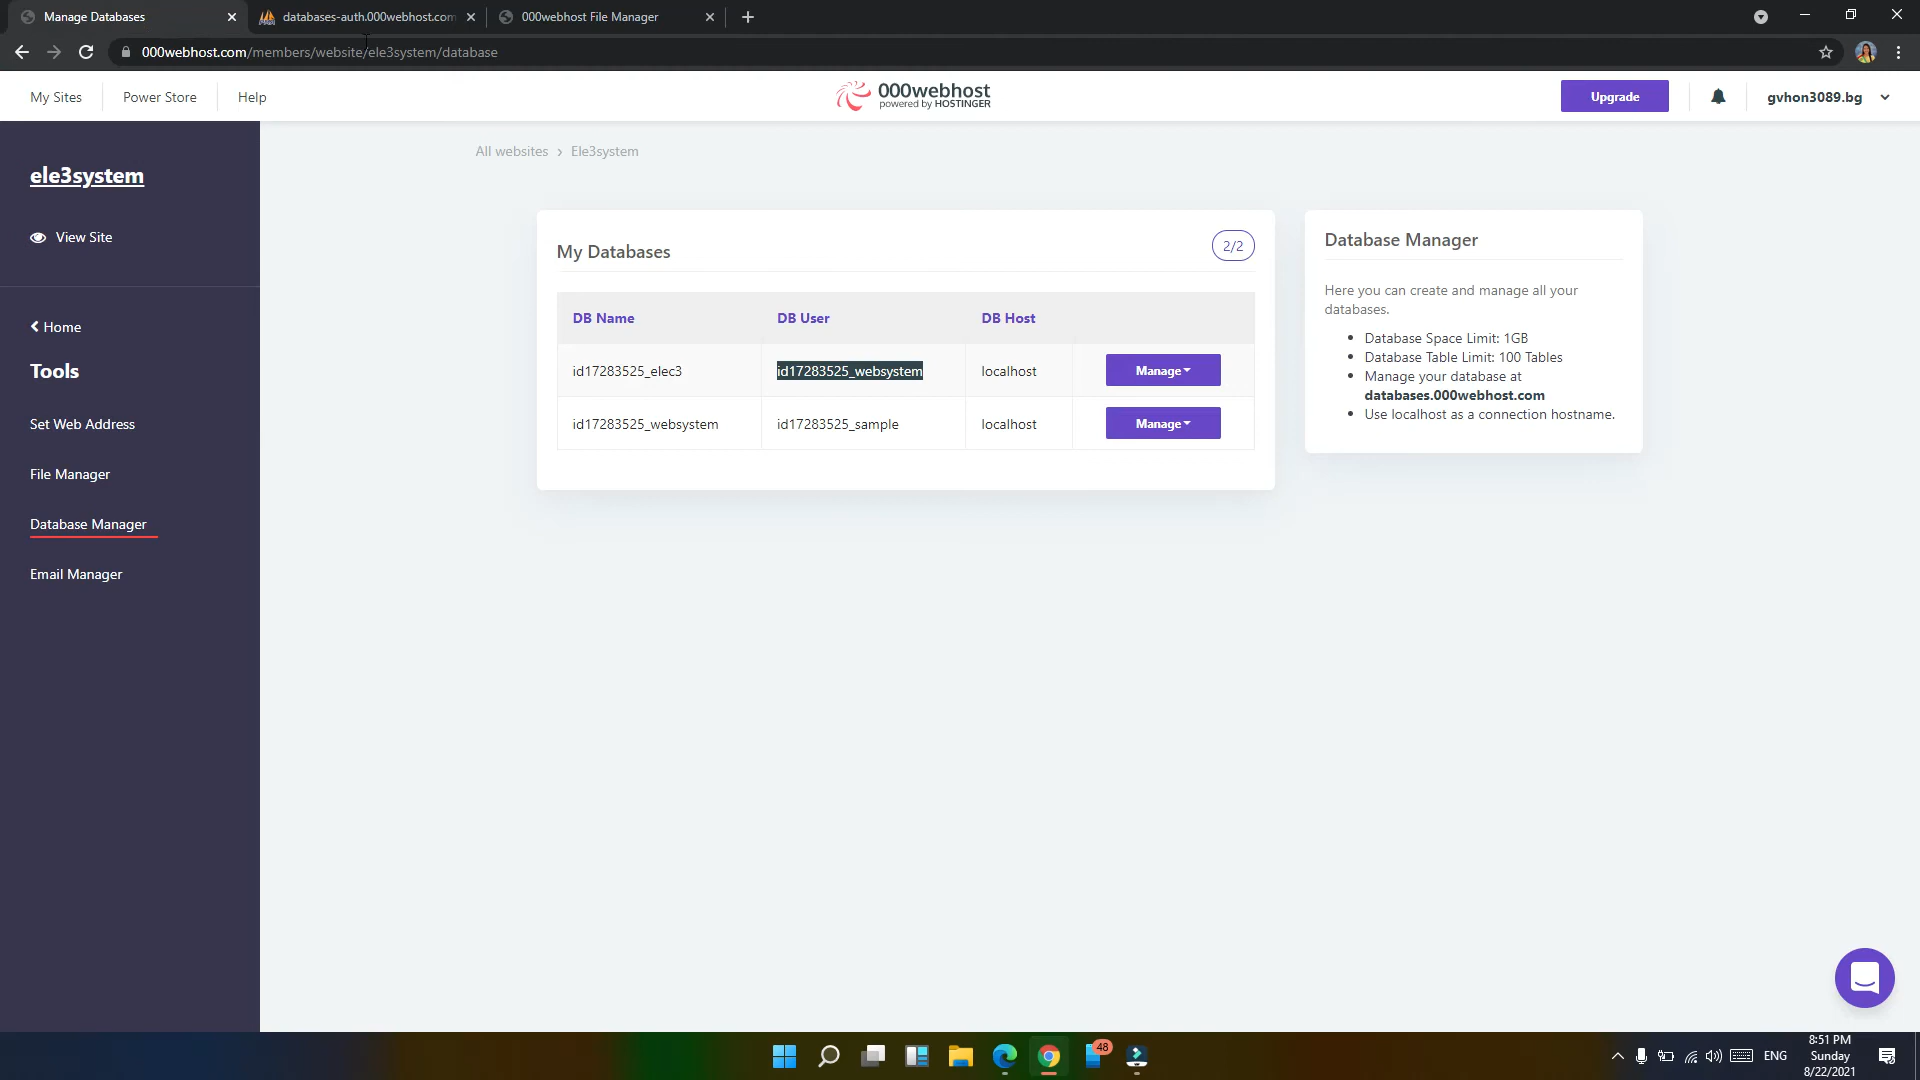 Manage Databases
databases-auth.000webhost.com
000webhost File Manager
000webhost.com/members/website/ele3system/database
My Sites
Power Store
Help
000webhost
powered by HOSTINGER
Upgrade
gvhon3089.bg
ele3system
View Site
Home
Tools
Set Web Address
File Manager
Database Manager
Email Manager
All websites › Ele3system
My Databases
2/2
DB Name DB User DB Host
id17283525_elec3 id17283525_websystem localhost Manage
id17283525_websystem id17283525_sample localhost Manage
Database Manager
Here you can create and manage all your
databases.
• Database Space Limit: 1GB
• Database Table Limit: 100 Tables
• Manage your database at
databases.000webhost.com
• Use localhost as a connection hostname.
48
ENG
8:51 PM
Sunday
8/22/2021